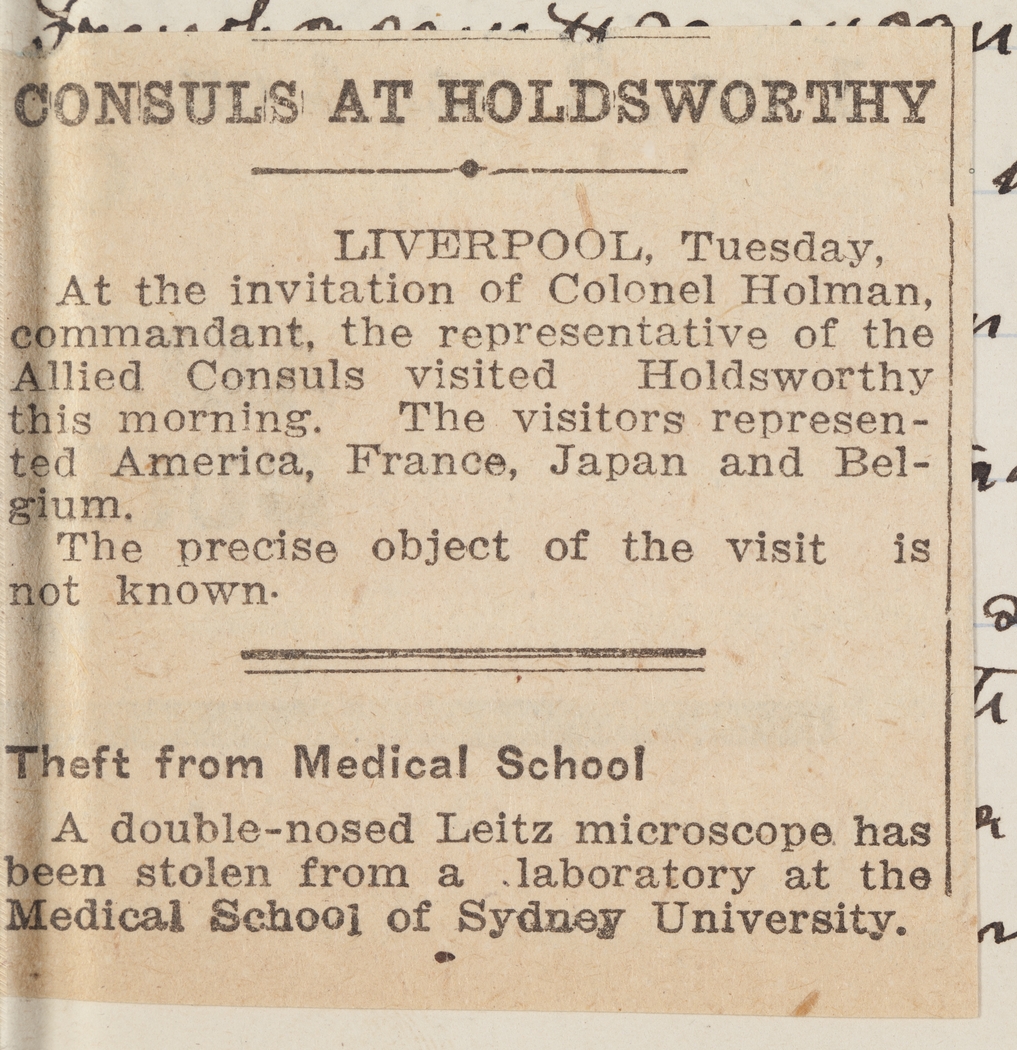 CONSULS AT HOLDSWORTHY
LIVERPOOL, Tuesday,
At the invitation of Colonel Holman,
commandant, the representative of the
Allied Consuls visited Holdsworthy
this morning. The visitors represen-
ted America, France, Japan and Bel-
gium.
The precise object of the visit is
not known.
Theft from Medical School
A double-nosed Leitz microscope has
been stolen from a laboratory at the
Medical School of Sydney University.